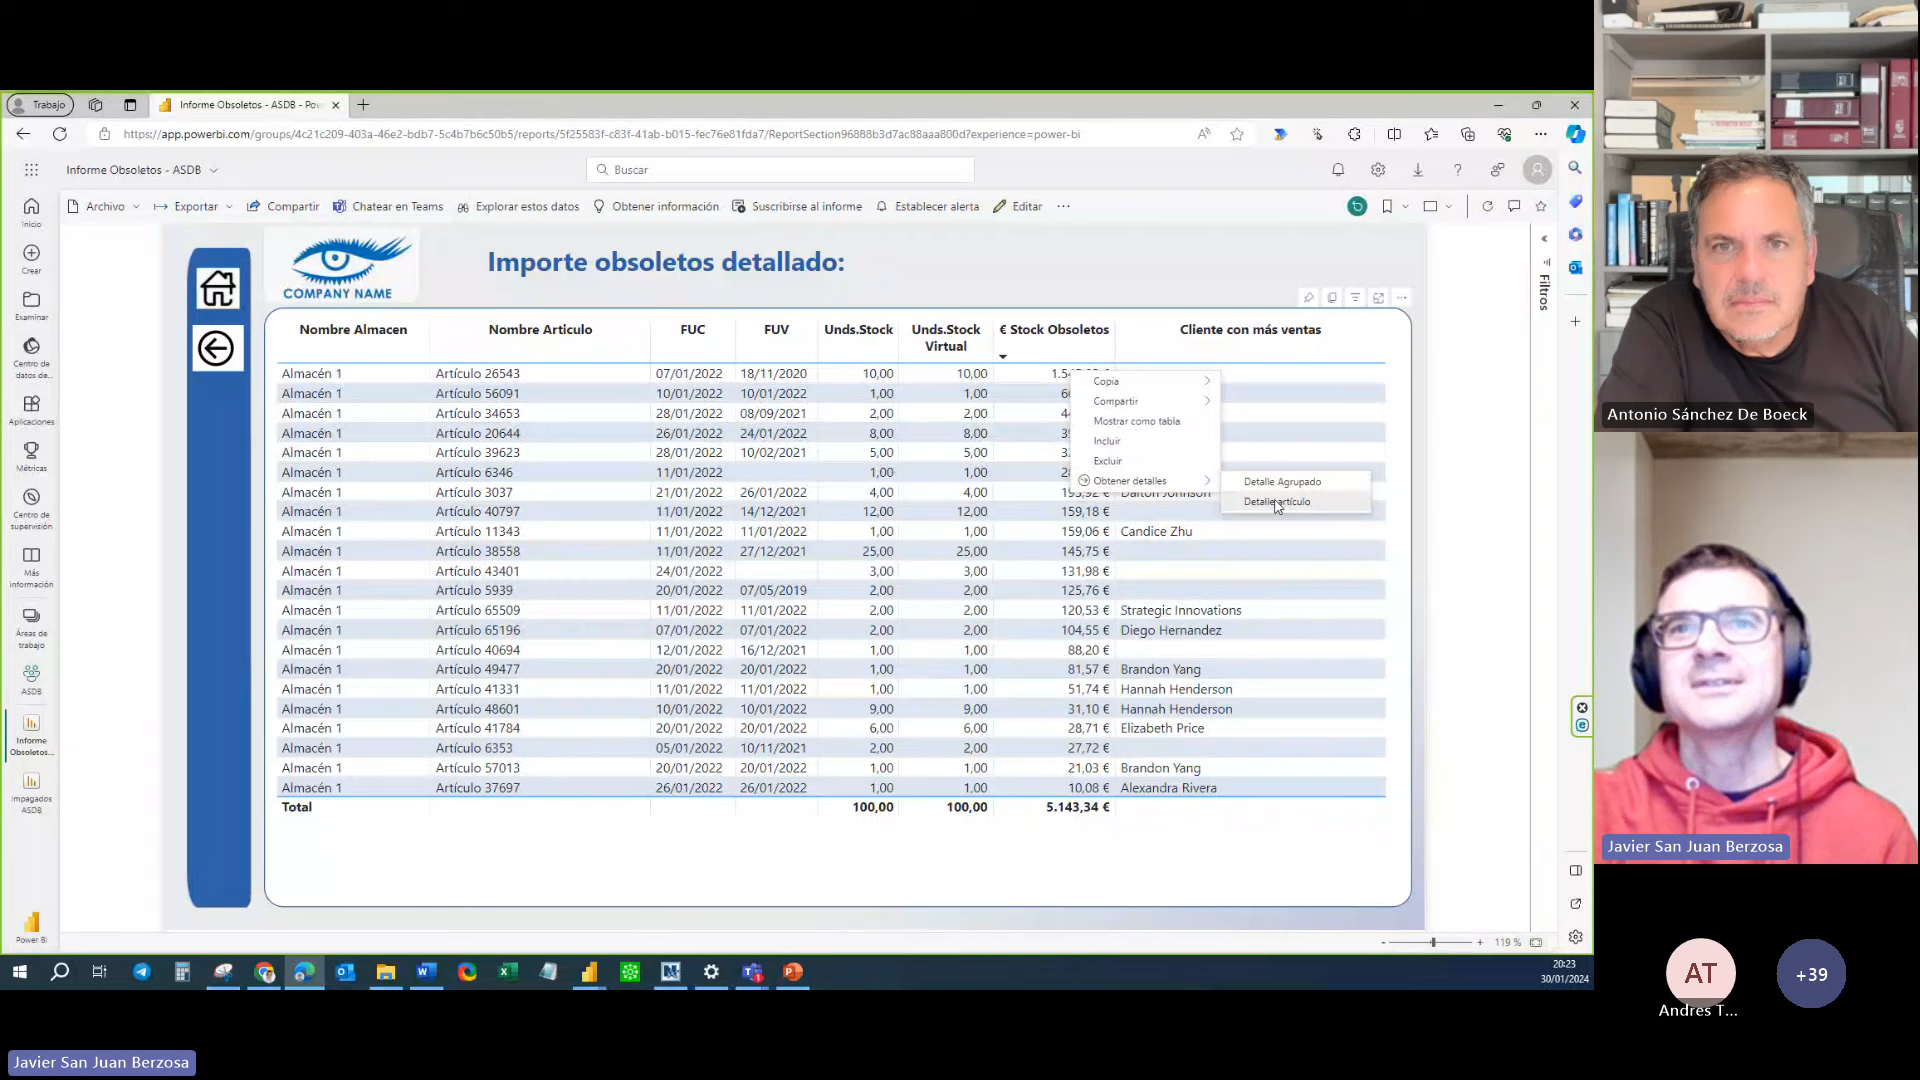 Trabajo
Informe Obsoletos - ASDB - Pow
https://app.powerbi.com/groups/4c21c209-403a-46e2-bdb7-5c4b7b6c50b5/reports/5f25583f-c83f-41ab-b015-fec76e81fda7/ReportSection96888b3d7ac88aaa800d?experience=power-bi
Informe Obsoletos - ASDB
Buscar
Archivo Exportar Compartir Chatear en Teams Explorar estos datos Obtener información Suscribirse al informe Establecer alerta Editar
Inicio
Crear
Examinar
Centro de
datos de...
Aplicaciones
Métricas
Centro de
supervisión
Más
información
Áreas de
trabajo
ASDB
Informe
Obsoletos...
Impagados
ASDB
Power BI
COMPANY NAME
Importe obsoletos detallado:
Filtros
Nombre Almacen Nombre Articulo FUC FUV Unds.Stock Unds.Stock Virtual € Stock Obsoletos Cliente con más ventas
Almacén 1 Artículo 26543 07/01/2022 18/11/2020 10,00 10,00
Almacén 1 Artículo 56091 10/01/2022 10/01/2022 1,00 1,00
Almacén 1 Artículo 34653 28/01/2022 08/09/2021 2,00 2,00
Almacén 1 Artículo 20644 26/01/2022 24/01/2022 8,00 8,00
Almacén 1 Artículo 39623 28/01/2022 10/02/2021 5,00 5,00
Almacén 1 Artículo 6346 11/01/2022 1,00 1,00
Almacén 1 Artículo 3037 21/01/2022 26/01/2022 4,00 4,00 195,92 € Dalton Johnson
Almacén 1 Artículo 40797 11/01/2022 14/12/2021 12,00 12,00 159,18 €
Almacén 1 Artículo 11343 11/01/2022 11/01/2022 1,00 1,00 159,06 € Candice Zhu
Almacén 1 Artículo 38558 11/01/2022 27/12/2021 25,00 25,00 145,75 €
Almacén 1 Artículo 43401 24/01/2022 3,00 3,00 131,98 €
Almacén 1 Artículo 5939 20/01/2022 07/05/2019 2,00 2,00 125,76 €
Almacén 1 Artículo 65509 11/01/2022 11/01/2022 2,00 2,00 120,53 € Strategic Innovations
Almacén 1 Artículo 65196 07/01/2022 07/01/2022 2,00 2,00 104,55 € Diego Hernandez
Almacén 1 Artículo 40694 12/01/2022 16/12/2021 1,00 1,00 88,20 €
Almacén 1 Artículo 49477 20/01/2022 20/01/2022 1,00 1,00 81,57 € Brandon Yang
Almacén 1 Artículo 41331 11/01/2022 11/01/2022 1,00 1,00 51,74 € Hannah Henderson
Almacén 1 Artículo 48601 10/01/2022 10/01/2022 9,00 9,00 31,10 € Hannah Henderson
Almacén 1 Artículo 41784 20/01/2022 20/01/2022 6,00 6,00 28,71 € Elizabeth Price
Almacén 1 Artículo 6353 05/01/2022 10/11/2021 2,00 2,00 27,72 €
Almacén 1 Artículo 57013 20/01/2022 20/01/2022 1,00 1,00 21,03 € Brandon Yang
Almacén 1 Artículo 37697 26/01/2022 26/01/2022 1,00 1,00 10,08 € Alexandra Rivera
Total 100,00 100,00 5.143,34 €
Copia
Compartir
Mostrar como tabla
Incluir
Excluir
Obtener detalles
Detalle Agrupado
Detalle artículo
119 %
20:23
30/01/2024
Antonio Sánchez De Boeck
Javier San Juan Berzosa
AT
Andres T...
+39
Javier San Juan Berzosa